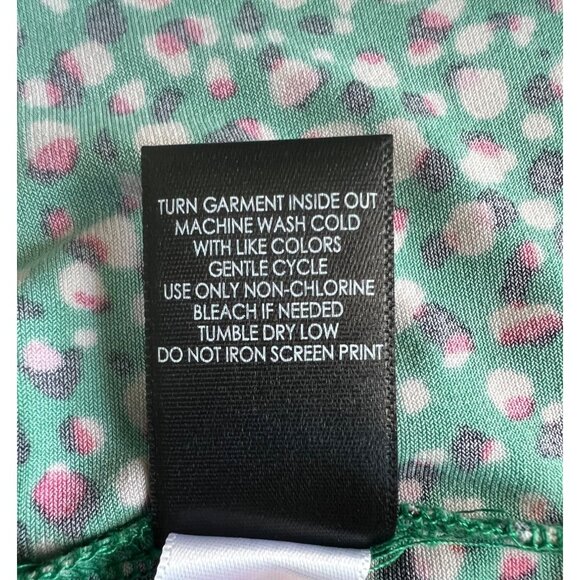 TURN GARMENT INSIDE OUT
MACHINE WASH COLD
WITH LIKE COLORS
GENTLE CYCLE
USE ONLY NON-CHLORINE
BLEACH IF NEEDED
TUMBLE DRY LOW
DO NOT IRON SCREEN PRINT